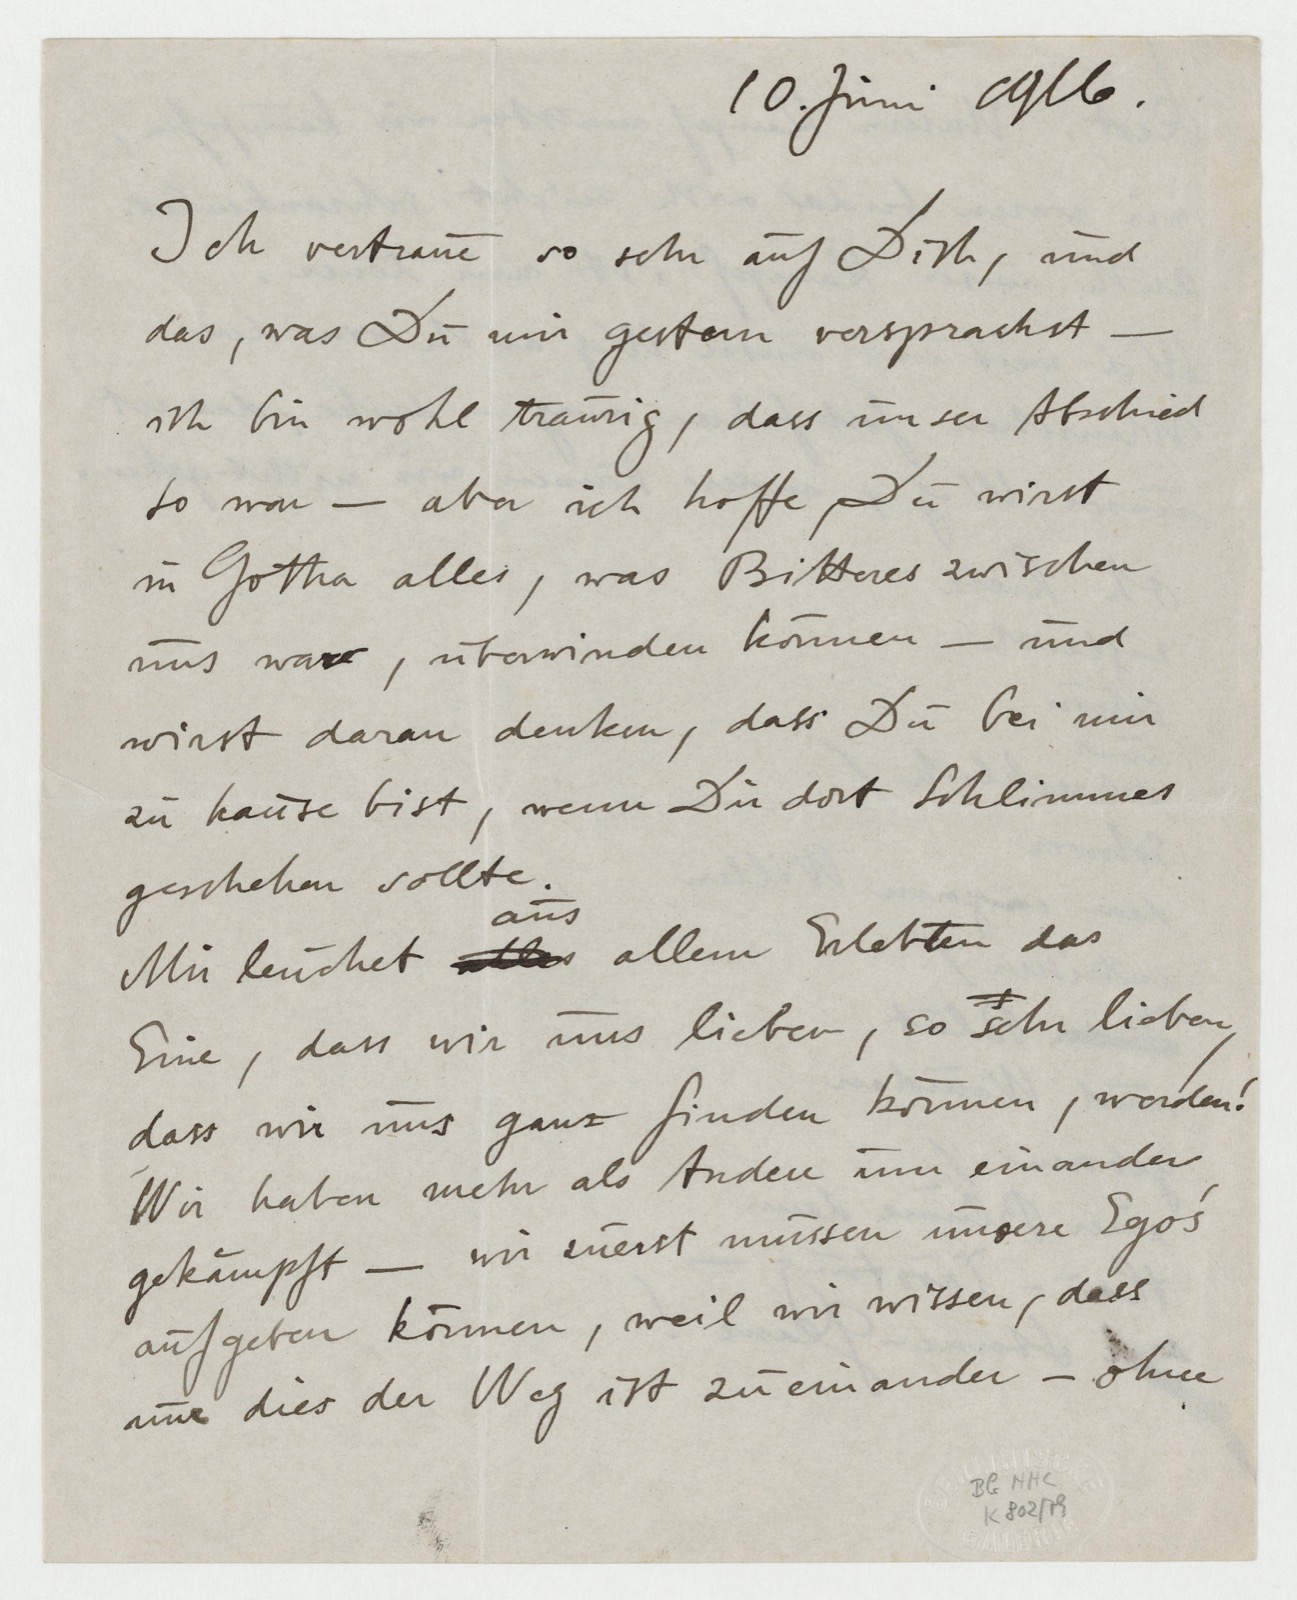 10. Juni 1916.
Ich vertraue so sehr auf Dich, und
das, was Du mir gestern versprachst —
ich bin wohl traurig, dass unser Abschied
so war — aber ich hoffe, Du wirst
in Gotha alles, was Bitteres zwischen
uns war, überwinden können — und
wirst daran denken, dass Du bei mir
zu hause bist, wenn Dir dort Schlimmes
geschehen sollte.
aus
Mir leuchet alles allem Erlebten das
Eine, dass wir uns lieben, so sehr lieben,
dass wir uns ganz finden können, werden!
Wir haben mehr als Andere um einander
gekämpft — wir zuerst müssen unsere Ego's
aufgeben können, weil wir wissen, dass
nur dies der Weg ist zueinander — ohne
BG HHC
K 802/79